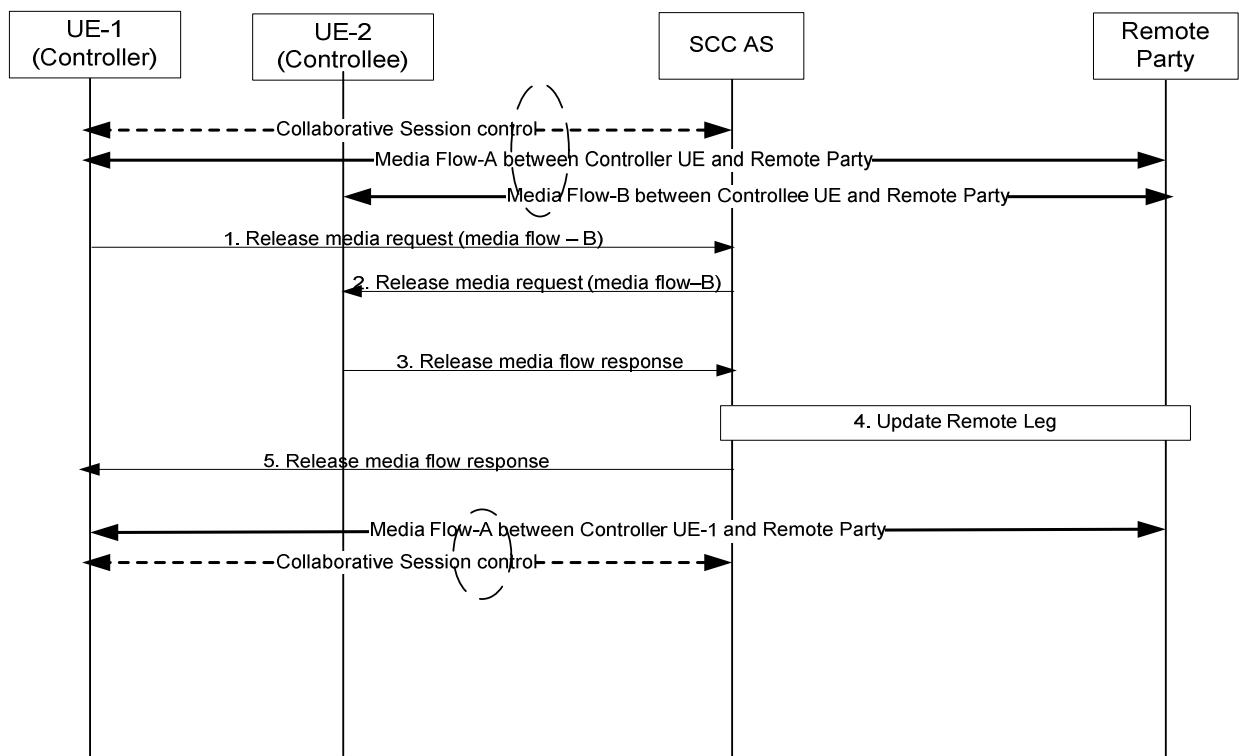 UE-1
(Controller)
UE-2
(Controllee)
SCC AS
Remote
Party
Collaborative Session control
Media Flow-A between Controller UE and Remote Party
Media Flow-B between Controllee UE and Remote Party
1. Release media request (media flow – B)
2. Release media request (media flow–B)
3. Release media flow response
4. Update Remote Leg
5. Release media flow response
Media Flow-A between Controller UE-1 and Remote Party
Collaborative Session control